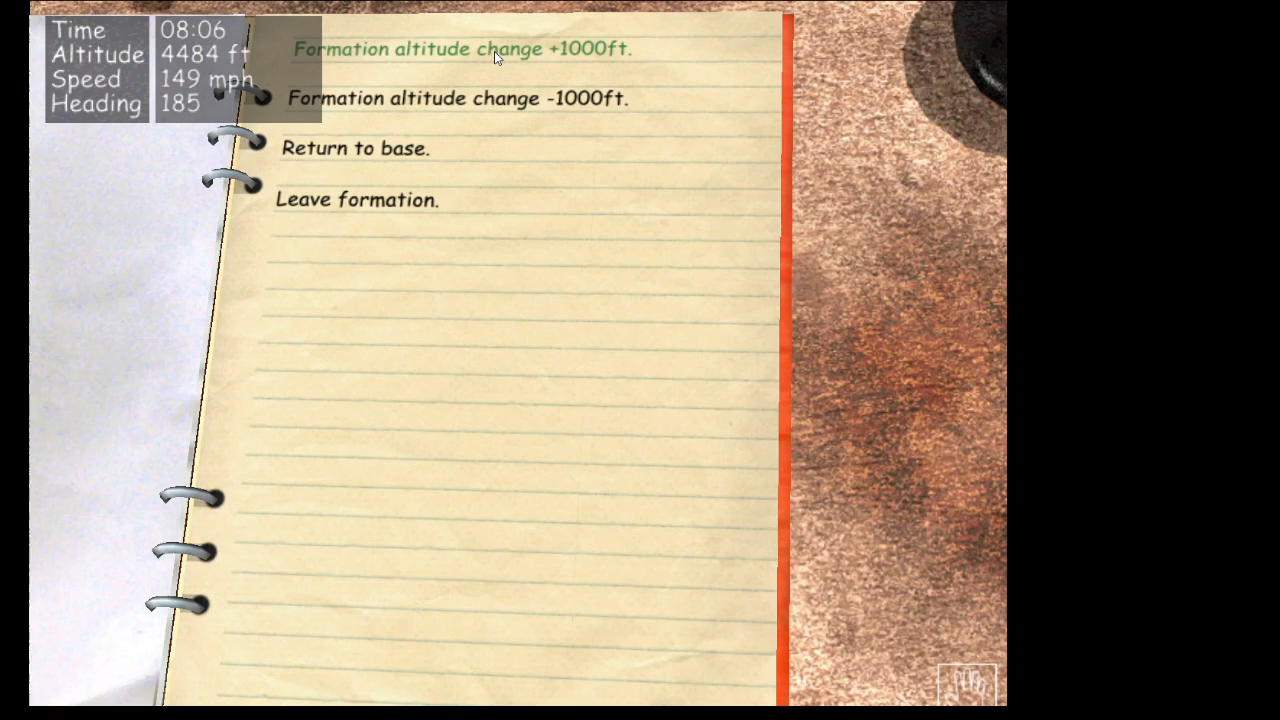 Time 08:06
Altitude 4484 ft
Speed 149 mph
Heading 185
Formation altitude change +1000ft.
Formation altitude change -1000ft.
Return to base.
Leave formation.